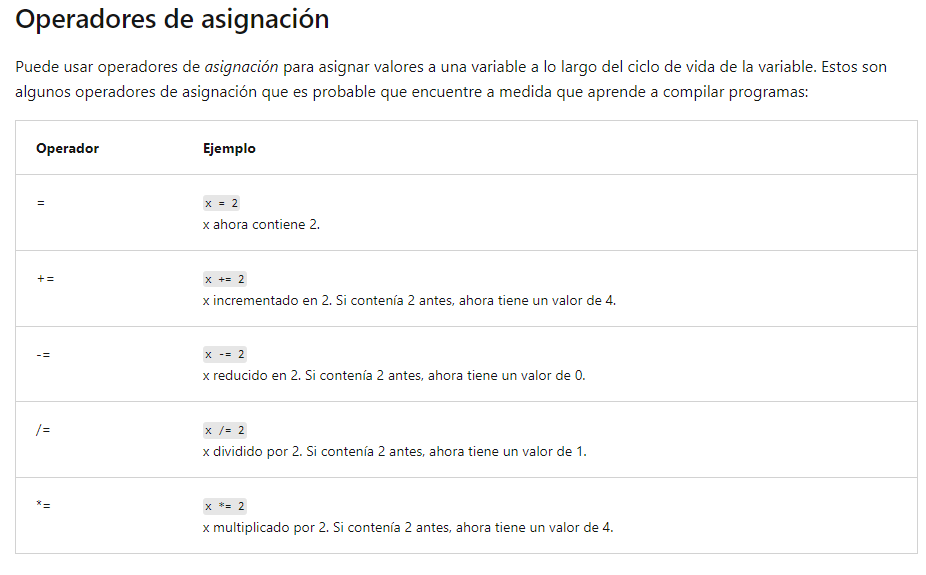 Operadores de asignación
Puede usar operadores de asignación para asignar valores a una variable a lo largo del ciclo de vida de la variable. Estos son
algunos operadores de asignación que es probable que encuentre a medida que aprende a compilar programas:
Operador Ejemplo
= x = 2
x ahora contiene 2.
+= x += 2
x incrementado en 2. Si contenía 2 antes, ahora tiene un valor de 4.
-= x -= 2
x reducido en 2. Si contenía 2 antes, ahora tiene un valor de 0.
/= x /= 2
x dividido por 2. Si contenía 2 antes, ahora tiene un valor de 1.
*= x *= 2
x multiplicado por 2. Si contenía 2 antes, ahora tiene un valor de 4.